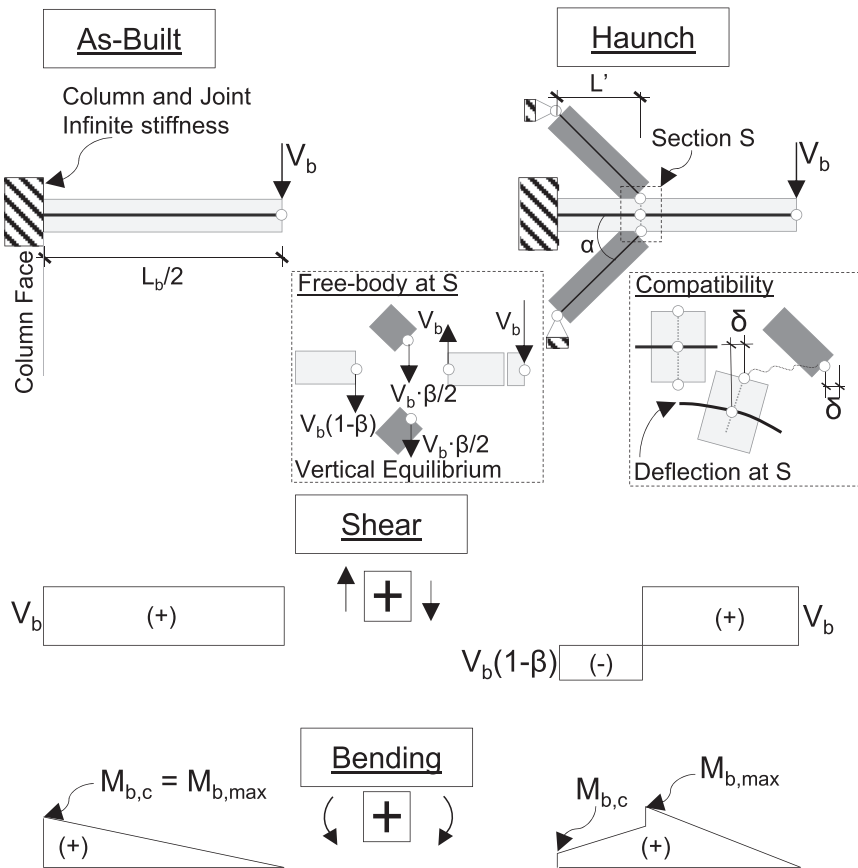 As-Built
Haunch
Column and Joint
Infinite stiffness
V_b
L_b/2
Column Face
L'
Section S
V_b
α
Free-body at S
V_b
V_b
V_b(1-β)
V_b·β/2
V_b·β/2
Vertical Equilibrium
Compatibility
δ
δ
Deflection at S
Shear
V_b
(+)
+
(+)
V_b
V_b(1-β)
(-)
Bending
M_b,c = M_b,max
(+)
+
M_b,c
M_b,max
(+)